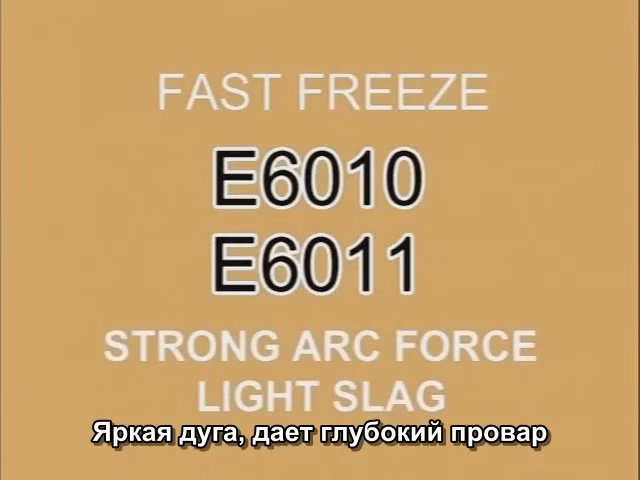 FAST FREEZE
E6010
E6011
STRONG ARC FORCE
LIGHT SLAG
Яркая дуга, дает глубокий провар